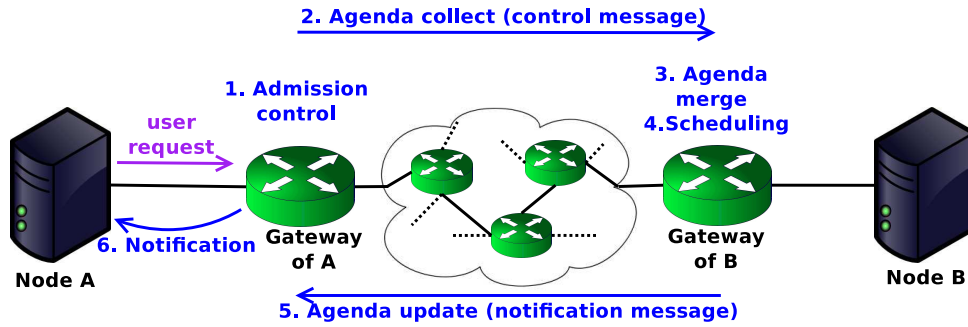 2. Agenda collect (control message)
1. Admission
control
3. Agenda
merge
4.Scheduling
user
request
6. Notification
Gateway
of A
Gateway
of B
Node A
Node B
5. Agenda update (notification message)